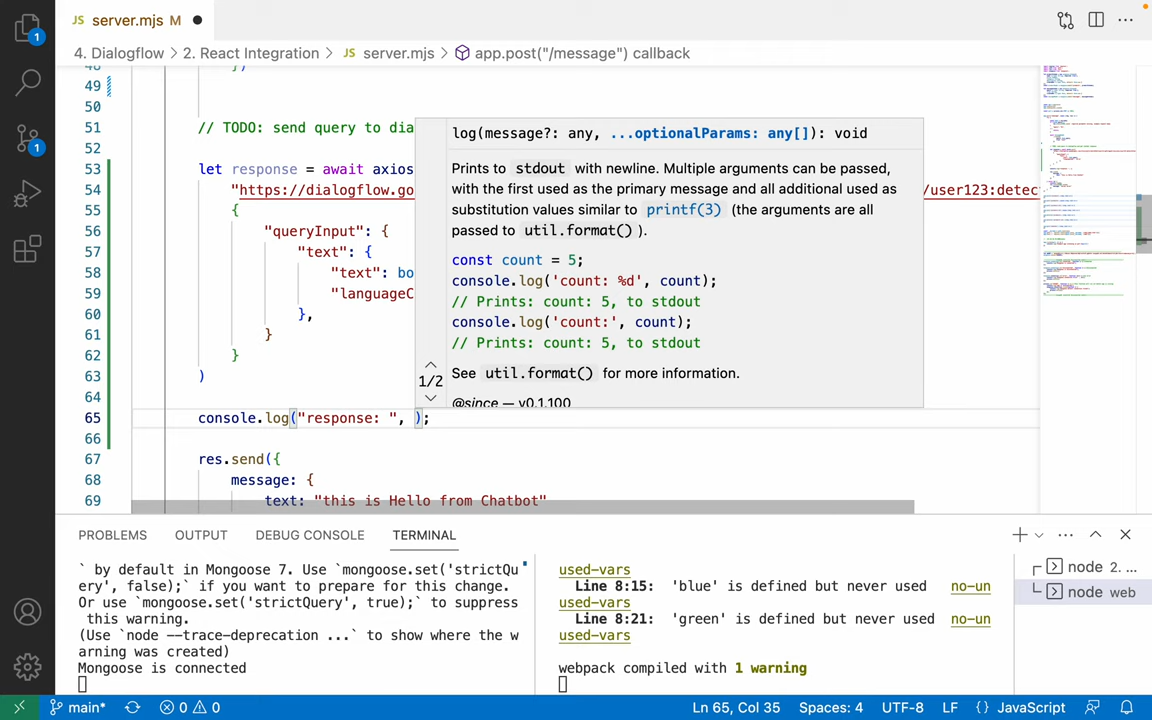 JS server.mjs M
1
4. Dialogflow > 2. React Integration > JS server.mjs > app.post("/message") callback
48 })
49
50
51 // TODO: send query to dia
52
53 let response = await axios
54 "https://dialogflow.go /user123:detec
55 {
56 "queryInput": {
57 "text": {
58 "text": bo
59 "languageC
60 },
61 }
62 }
63 )
64
65 console.log("response: ", );
66
67 res.send({
68 message: {
69 text: "this is Hello from Chatbot"
log(message?: any, ...optionalParams: any[]): void
Prints to stdout with newline. Multiple arguments can be passed,
with the first used as the primary message and all additional used as
substitution values similar to printf(3) (the arguments are all
passed to util.format() ).
const count = 5;
console.log('count: %d', count);
// Prints: count: 5, to stdout
console.log('count:', count);
// Prints: count: 5, to stdout
1/2
See util.format() for more information.
@since — v0.1.100
1
PROBLEMS OUTPUT DEBUG CONSOLE TERMINAL
` by default in Mongoose 7. Use `mongoose.set('strictQu
ery', false);` if you want to prepare for this change.
Or use `mongoose.set('strictQuery', true);` to suppress
this warning.
(Use `node --trace-deprecation ...` to show where the w
arning was created)
Mongoose is connected
used-vars
Line 8:15: 'blue' is defined but never used no-un
used-vars
Line 8:21: 'green' is defined but never used no-un
used-vars
webpack compiled with 1 warning
node 2. ...
node web
main* 0 0 Ln 65, Col 35 Spaces: 4 UTF-8 LF {} JavaScript